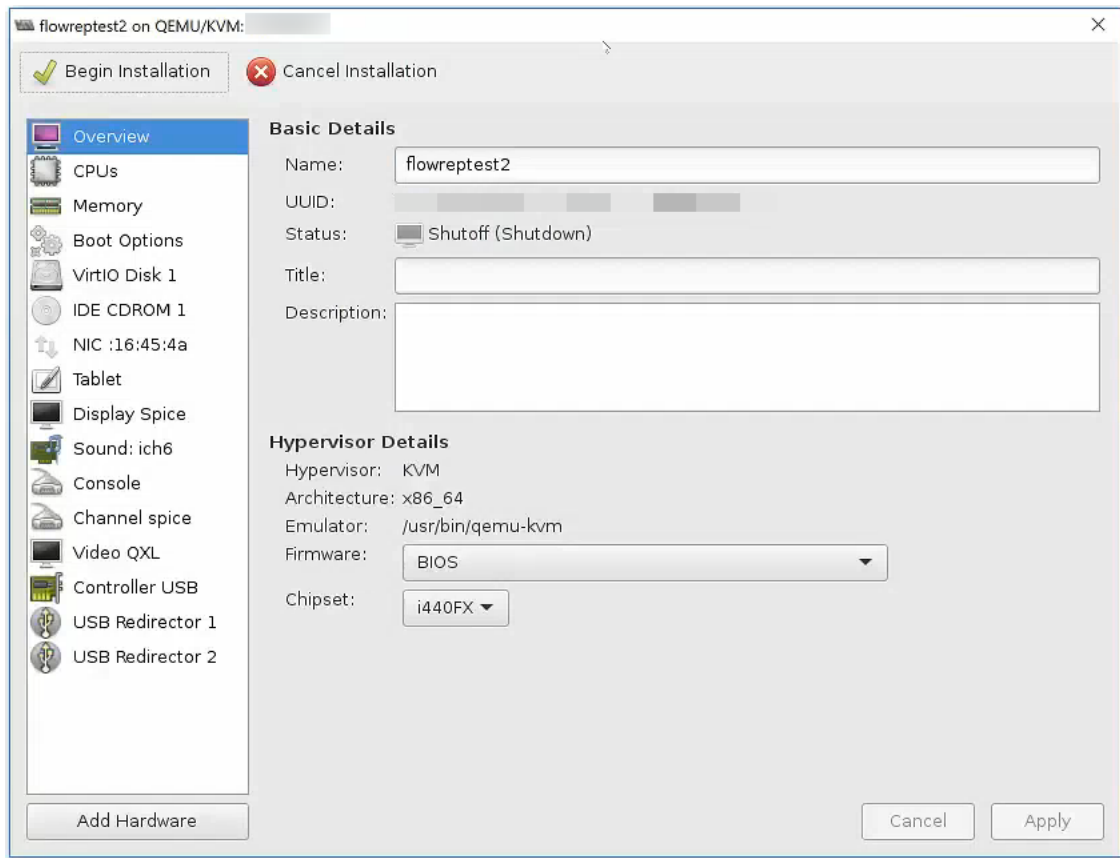 flowreptest2 on QEMU/KVM:
Begin Installation
Cancel Installation
Overview
CPUs
Memory
Boot Options
VirtIO Disk 1
IDE CDROM 1
NIC :16:45:4a
Tablet
Display Spice
Sound: ich6
Console
Channel spice
Video QXL
Controller USB
USB Redirector 1
USB Redirector 2
Add Hardware
Basic Details
Name: flowreptest2
UUID:
Status: Shutoff (Shutdown)
Title:
Description:
Hypervisor Details
Hypervisor: KVM
Architecture: x86_64
Emulator: /usr/bin/qemu-kvm
Firmware: BIOS
Chipset: i440FX
Cancel
Apply